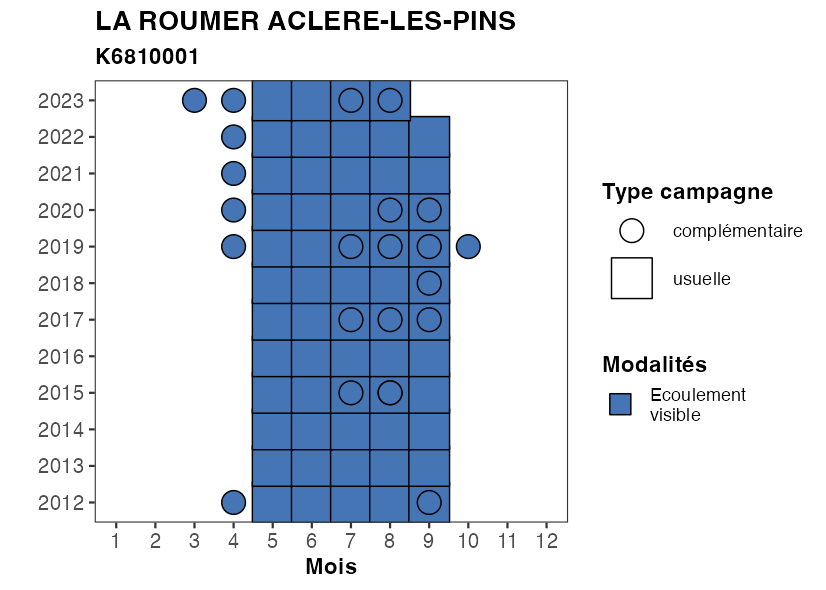 LA ROUMER ACLERE-LES-PINS
K6810001
2023
2022
2021
2020
2019
2018
2017
2016
2015
2014
2013
2012
1 2 3 4 5 6 7 8 9 10 11 12
Mois
Type campagne
complémentaire
usuelle
Modalités
Ecoulement
visible